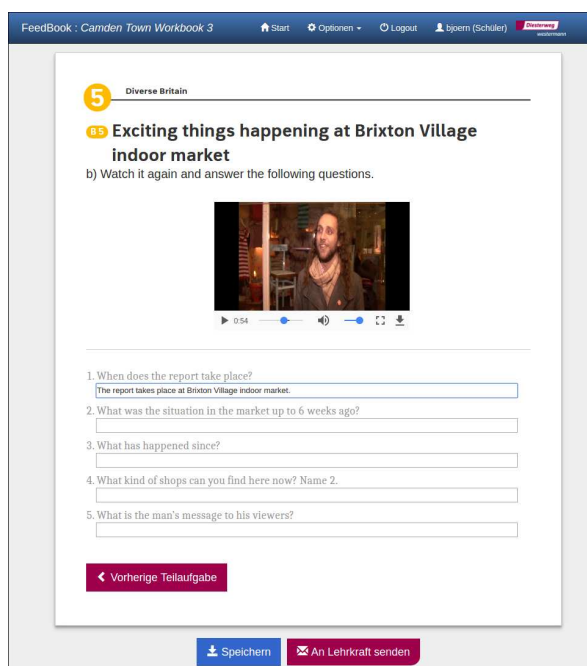 FeedBook : Camden Town Workbook 3 Start Optionen Logout bjoern (Schüler) Diesterweg
westermann
5 Diverse Britain
B 5 Exciting things happening at Brixton Village
indoor market
b) Watch it again and answer the following questions.
0:54
1. When does the report take place?
The report takes place at Brixton Village indoor market.
2. What was the situation in the market up to 6 weeks ago?
3. What has happened since?
4. What kind of shops can you find here now? Name 2.
5. What is the man's message to his viewers?
Vorherige Teilaufgabe
Speichern An Lehrkraft senden